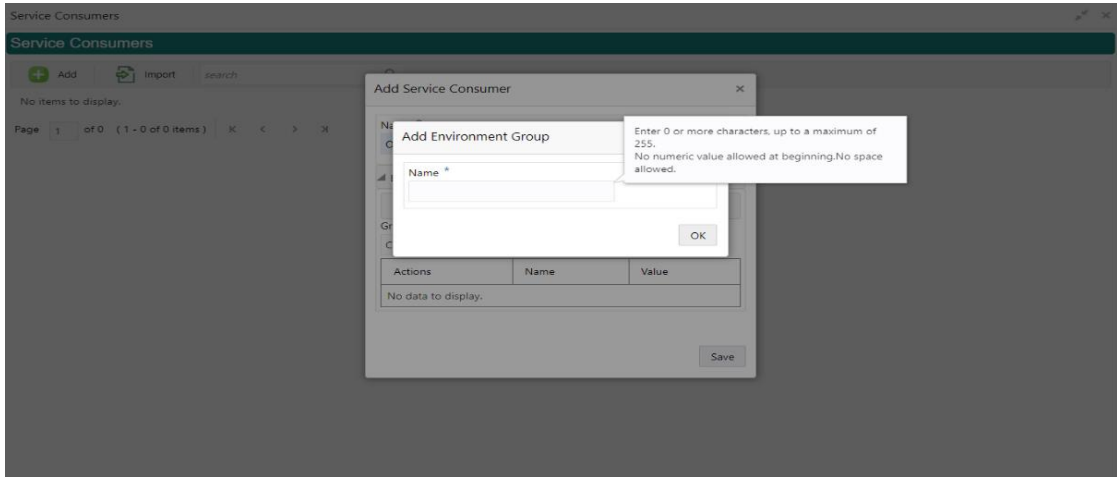 Service Consumers
Service Consumers
Add Import search
No items to display.
Page 1 of 0 (1 - 0 of 0 items) K < > K
Add Service Consumer
Na
Add Environment Group
Enter 0 or more characters, up to a maximum of
255.
No numeric value allowed at beginning.No space
allowed.
Name *
OK
Gr
Actions Name Value
No data to display.
Save